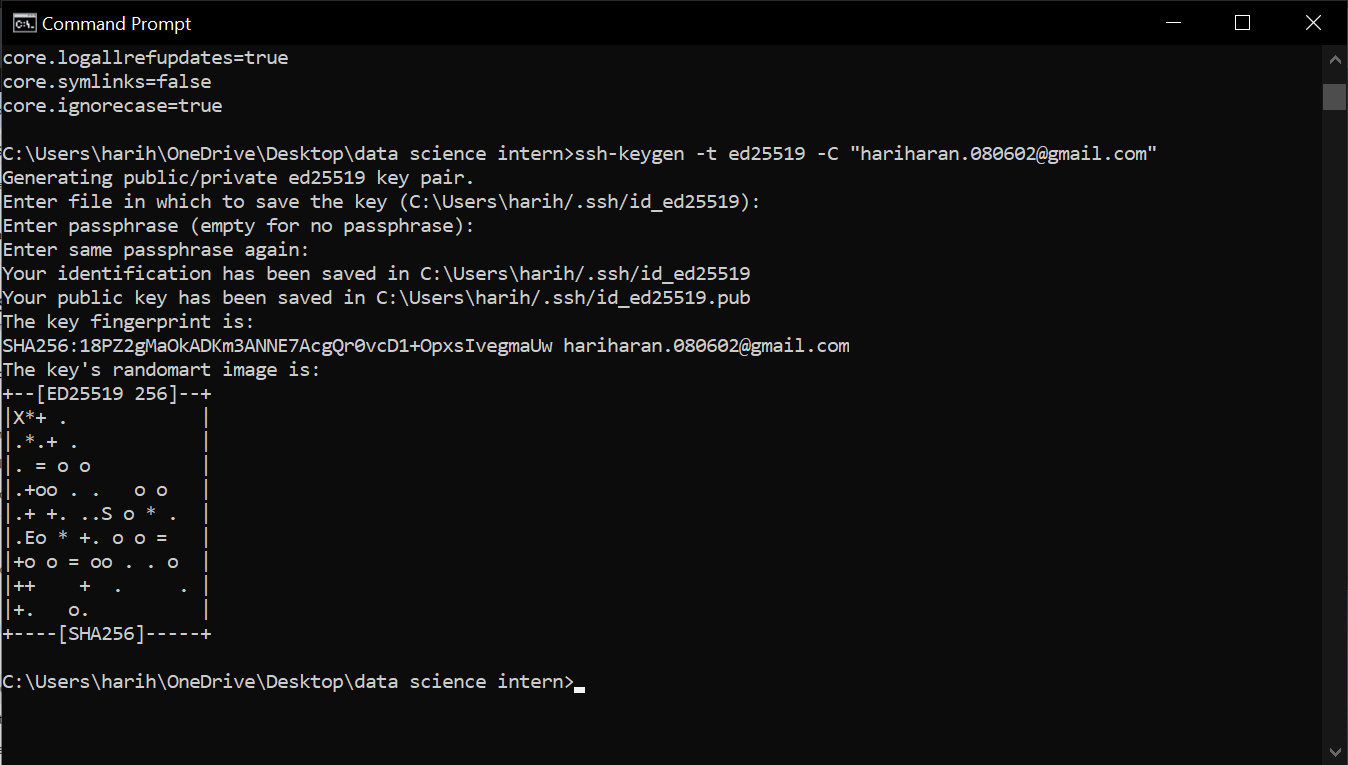 Command Prompt
core.logallrefupdates=true
core.symlinks=false
core.ignorecase=true
C:\Users\harih\OneDrive\Desktop\data science intern>ssh-keygen -t ed25519 -C "hariharan.080602@gmail.com"
Generating public/private ed25519 key pair.
Enter file in which to save the key (C:\Users\harih/.ssh/id_ed25519):
Enter passphrase (empty for no passphrase):
Enter same passphrase again:
Your identification has been saved in C:\Users\harih/.ssh/id_ed25519
Your public key has been saved in C:\Users\harih/.ssh/id_ed25519.pub
The key fingerprint is:
SHA256:18PZ2gMaOkADKm3ANNE7AcgQr0vcD1+OpxsIvegmaUw hariharan.080602@gmail.com
The key's randomart image is:
+--[ED25519 256]--+
|X*+ .            |
|.*.+ .           |
|. = o o          |
|.+oo . .   o o   |
|.+ +. ..S o * .  |
|.Eo * +. o o =   |
|+o o = oo . . o  |
|++    +  .     . |
|+.   o.          |
+----[SHA256]-----+
C:\Users\harih\OneDrive\Desktop\data science intern>